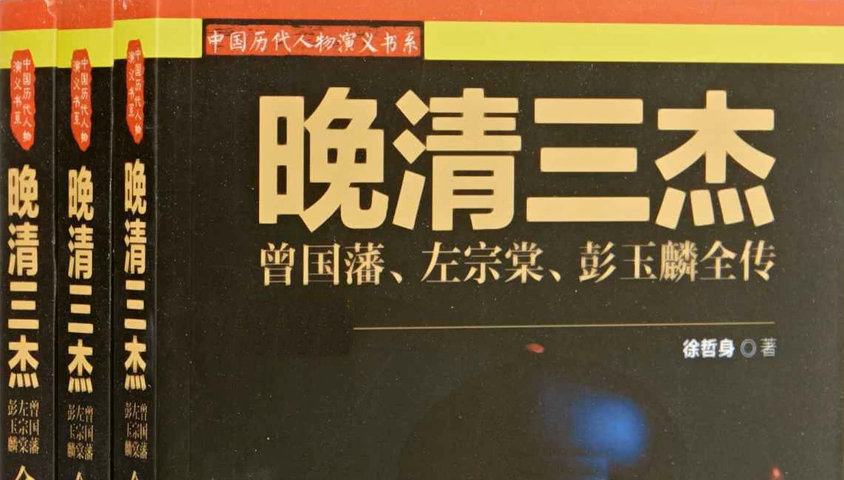 中国历代人物演义书系
晚清三杰
曾国藩
左宗棠
彭玉麟
全
中国历代人物演义书系
晚清三杰
曾国藩
左宗棠
彭玉麟
全
中国历代人物演义书系
晚清三杰
曾国藩
左宗棠
彭玉麟
中国历代人物演义书系
晚清三杰
曾国藩、左宗棠、彭玉麟全传
徐哲身◎著